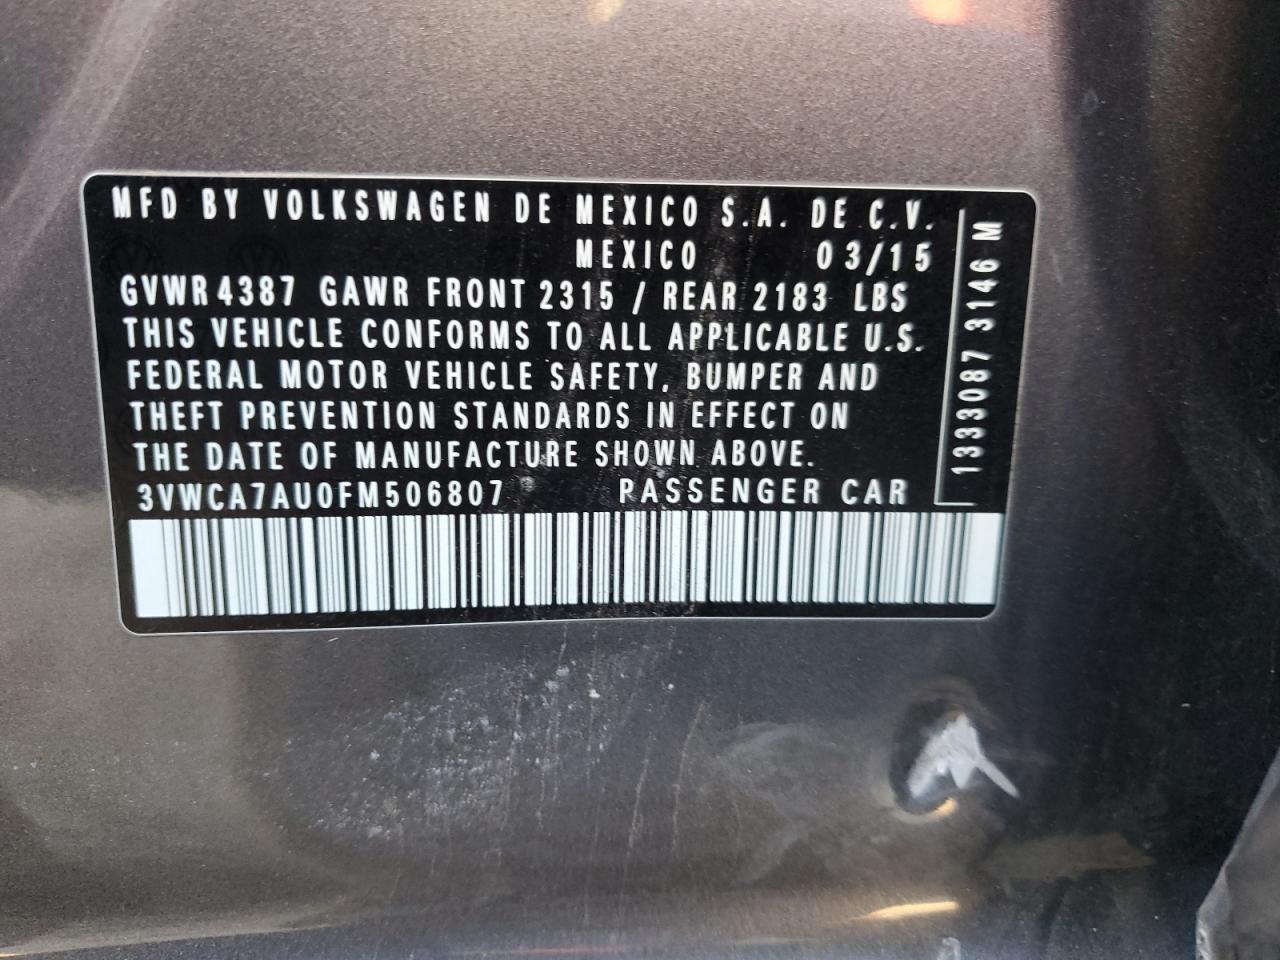 MFD BY VOLKSWAGEN DE MEXICO S.A. DE C.V.
MEXICO 03/15
GVWR 4387 GAWR FRONT 2315 / REAR 2183 LBS
THIS VEHICLE CONFORMS TO ALL APPLICABLE U.S.
FEDERAL MOTOR VEHICLE SAFETY, BUMPER AND
THEFT PREVENTION STANDARDS IN EFFECT ON
THE DATE OF MANUFACTURE SHOWN ABOVE.
3VWCA7AU0FM506807 PASSENGER CAR
1333087 3146 M